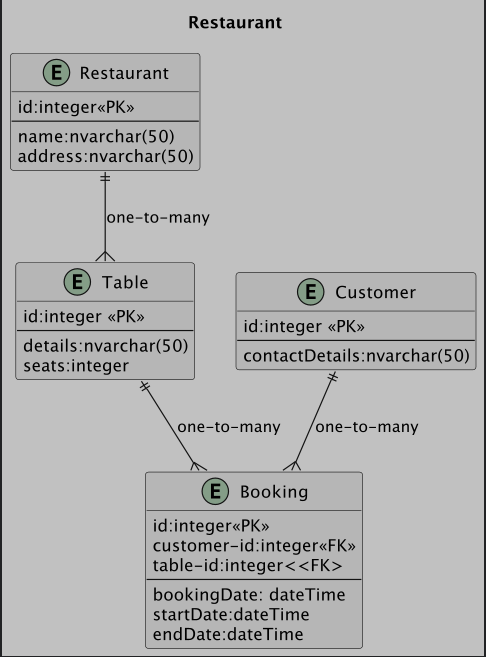 Restaurant
E Restaurant
id:integer«PK»
name:nvarchar(50)
address:nvarchar(50)
one-to-many
E Table
id:integer «PK»
details:nvarchar(50)
seats:integer
E Customer
id:integer «PK»
contactDetails:nvarchar(50)
one-to-many
one-to-many
E Booking
id:integer«PK»
customer-id:integer«FK»
table-id:integer<<FK>
bookingDate: dateTime
startDate:dateTime
endDate:dateTime